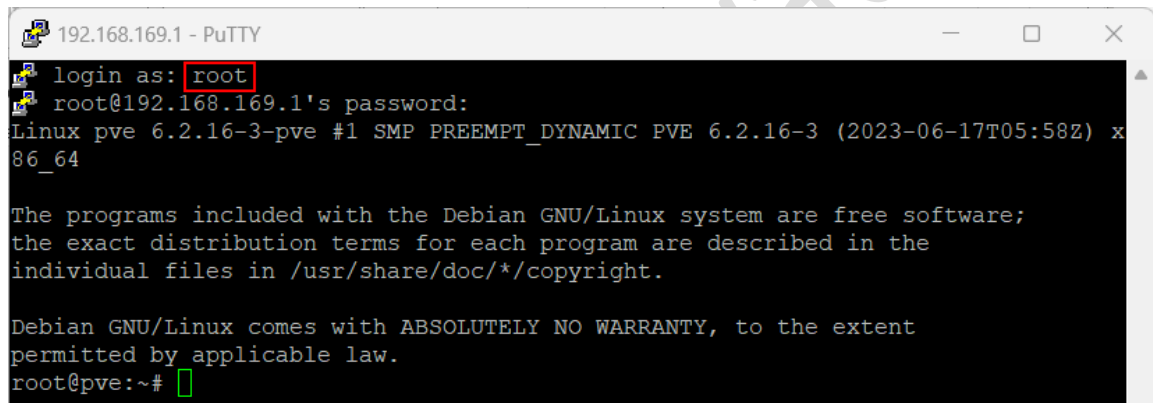 192.168.169.1 - PuTTY
login as: root
root@192.168.169.1's password:
Linux pve 6.2.16-3-pve #1 SMP PREEMPT_DYNAMIC PVE 6.2.16-3 (2023-06-17T05:58Z) x
86_64
The programs included with the Debian GNU/Linux system are free software;
the exact distribution terms for each program are described in the
individual files in /usr/share/doc/*/copyright.
Debian GNU/Linux comes with ABSOLUTELY NO WARRANTY, to the extent
permitted by applicable law.
root@pve:~#